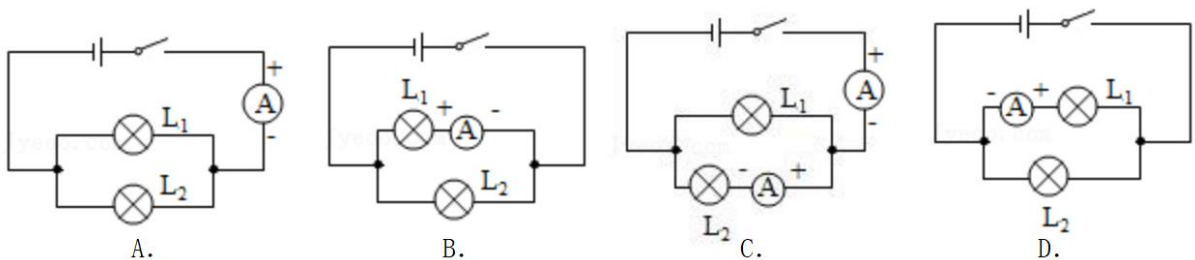 +
A
-
L1
L2
A.
L1
+
A
-
L2
B.
+
A
-
L1
-
A
+
L2
C.
-
A
+
L1
L2
D.